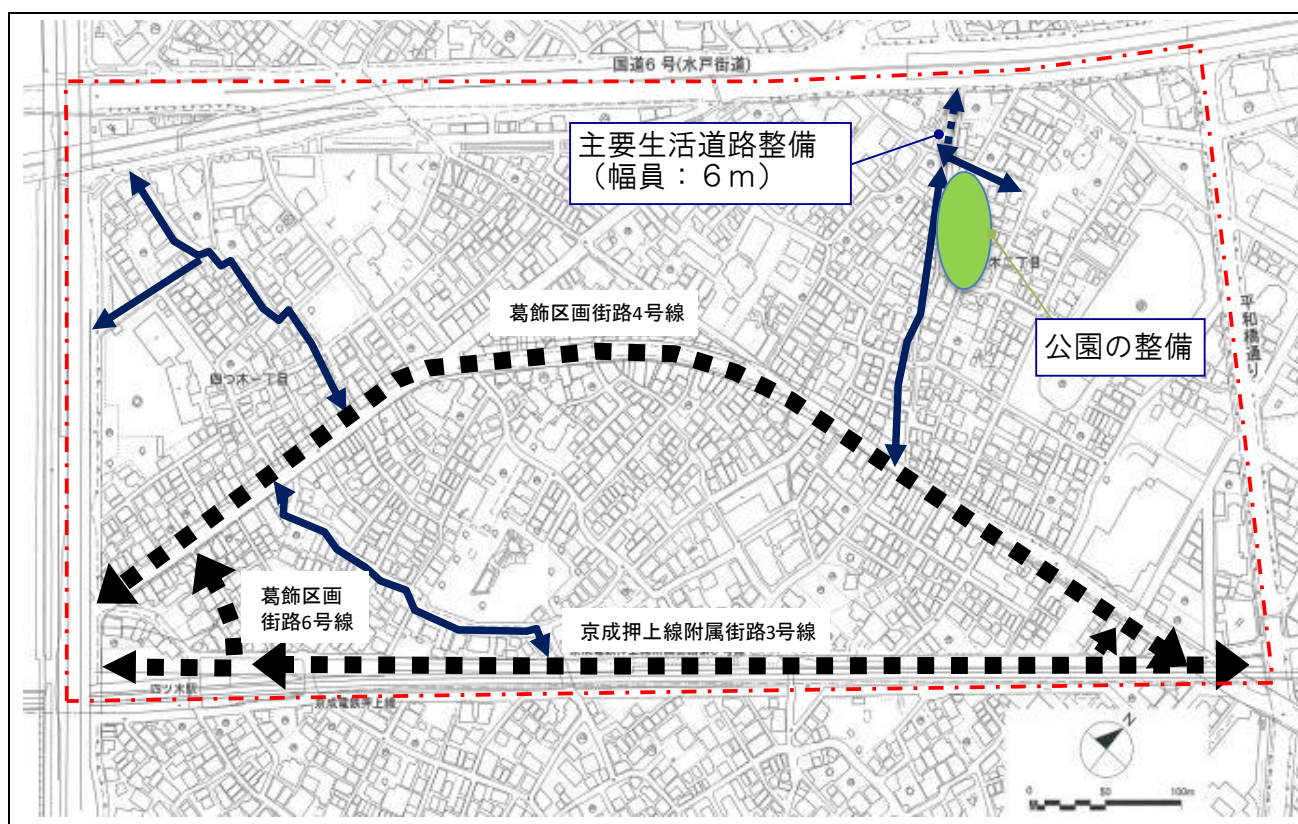 国道6 号(水戸街道)
主要生活道路整備
（幅員：６ｍ）
木一丁目
平和橋通り
公園の整備
葛飾区画街路4号線
四つ木一丁目
葛飾区画
街路6号線
京成押上線附属街路3号線
四ツ木駅
京成電鉄押上線
N
0 50 100m